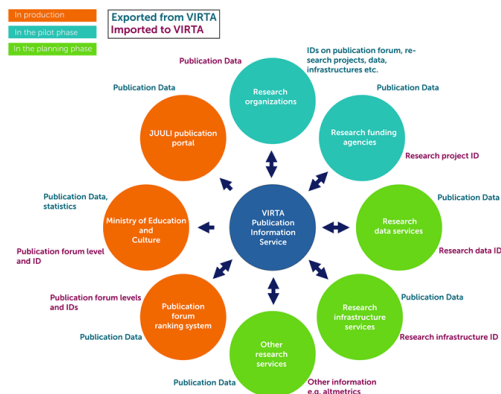 In production
In the pilot phase
In the planning phase
Exported from VIRTA
Imported to VIRTA
Publication Data
IDs on publication forum, re-
search projects, data,
infrastructures etc.
Research
organizations
Publication Data
JUULI publication
portal
Publication Data
Research funding
agencies
Research project ID
Publication Data,
statistics
Ministry of Education
and
Culture
Publication forum level
and ID
VIRTA
Publication
Information
Service
Publication Data
Research
data services
Research data ID
Publication forum levels
and IDs
Publication
forum
ranking system
Publication Data
Publication Data
Research
infrastructure
services
Research infrastructure ID
Other
research
services
Publication Data
Other information
e.g. altmetrics